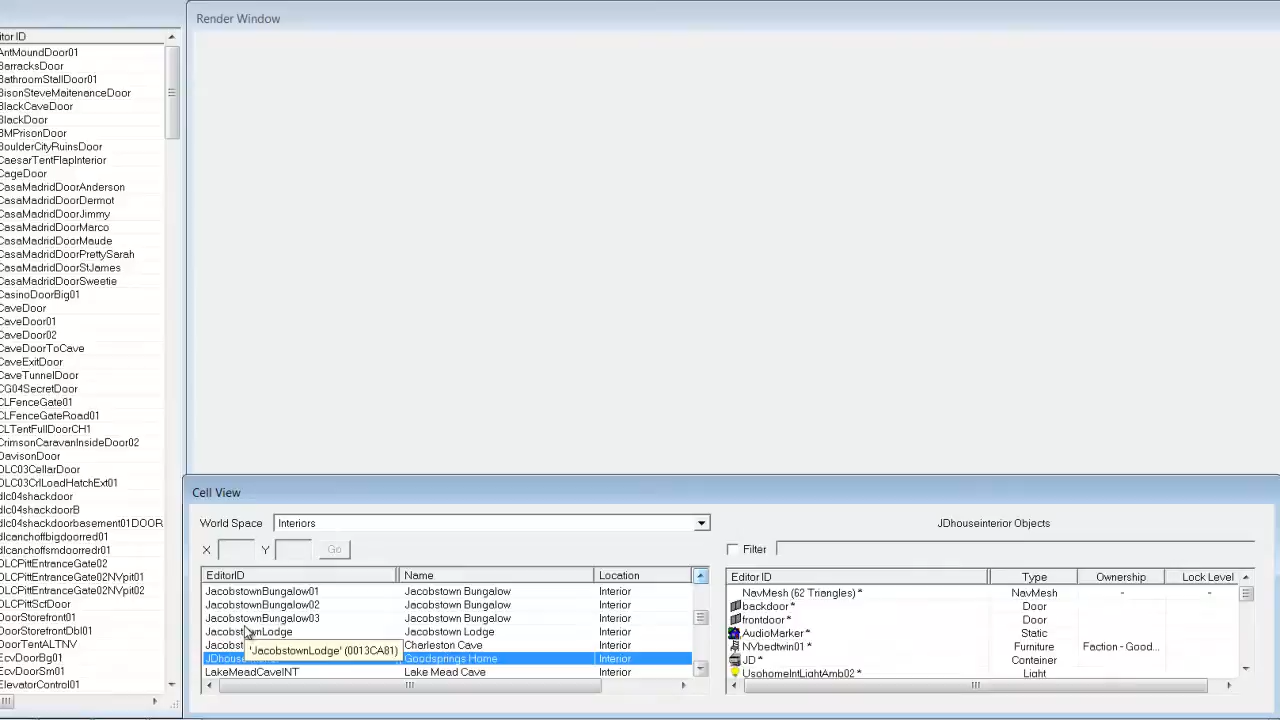 itor ID
AntMoundDoor01
BarracksDoor
BathroomStallDoor01
BisonSteveMaitenanceDoor
BlackCaveDoor
BlackDoor
BMPrisonDoor
BoulderCityRuinsDoor
CaesarTentFlapInterior
CageDoor
CasaMadridDoorAnderson
CasaMadridDoorDermot
CasaMadridDoorJimmy
CasaMadridDoorMarco
CasaMadridDoorMaude
CasaMadridDoorPrettySarah
CasaMadridDoorStJames
CasaMadridDoorSweetie
CasinoDoorBig01
CaveDoor
CaveDoor01
CaveDoor02
CaveDoorToCave
CaveExitDoor
CaveTunnelDoor
CG04SecretDoor
CLFenceGate01
CLFenceGateRoad01
CLTentFullDoorCH1
CrimsonCaravanInsideDoor02
DavisonDoor
DLC03CellarDoor
DLC03CrlLoadHatchExt01
dlc04shackdoor
dlc04shackdoorB
dlc04shackdoorbasement01DOOR
dlcanchoffbigdoorred01
dlcanchoffsmdoorredr01
DLCPittEntranceGate02
DLCPittEntranceGate02NVpit01
DLCPittEntranceGate02NVpit02
DLCPittSctDoor
DoorStorefront01
DoorStorefrontDbl01
DoorTentALTNV
EcvDoorBg01
EcvDoorSm01
ElevatorControl01
Render Window
Cell View
World Space Interiors
X Y Go
EditorID Name Location
JacobstownBungalow01 Jacobstown Bungalow Interior
JacobstownBungalow02 Jacobstown Bungalow Interior
JacobstownBungalow03 Jacobstown Bungalow Interior
JacobstownLodge Jacobstown Lodge Interior
Jacobst Charleston Cave Interior
'JacobstownLodge' (0013CA81)
JDhouse Goodsprings Home Interior
LakeMeadCaveINT Lake Mead Cave Interior
JDhouseinterior Objects
Filter
Editor ID Type Ownership Lock Level
NavMesh (62 Triangles) * NavMesh - -
backdoor * Door
frontdoor * Door
AudioMarker * Static
NVbedtwin01 * Furniture Faction - Good...
JD * Container
UsohomeIntLightAmb02 * Light